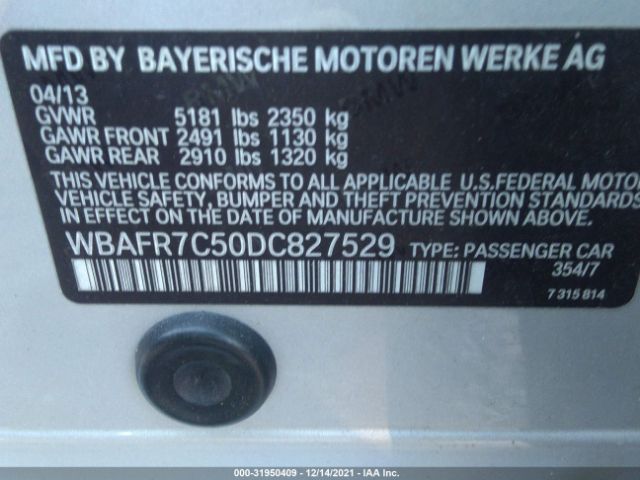 MFD BY BAYERISCHE MOTOREN WERKE AG
04/13
GVWR 5181 lbs 2350 kg
GAWR FRONT 2491 lbs 1130 kg
GAWR REAR 2910 lbs 1320 kg
THIS VEHICLE CONFORMS TO ALL APPLICABLE U.S.FEDERAL MOTO
VEHICLE SAFETY, BUMPER AND THEFT PREVENTION STANDARDS
IN EFFECT ON THE DATE OF MANUFACTURE SHOWN ABOVE.
WBAFR7C50DC827529 TYPE: PASSENGER CAR
354/7
7 315 814
000-31950409 - 12/14/2021 - IAA Inc.